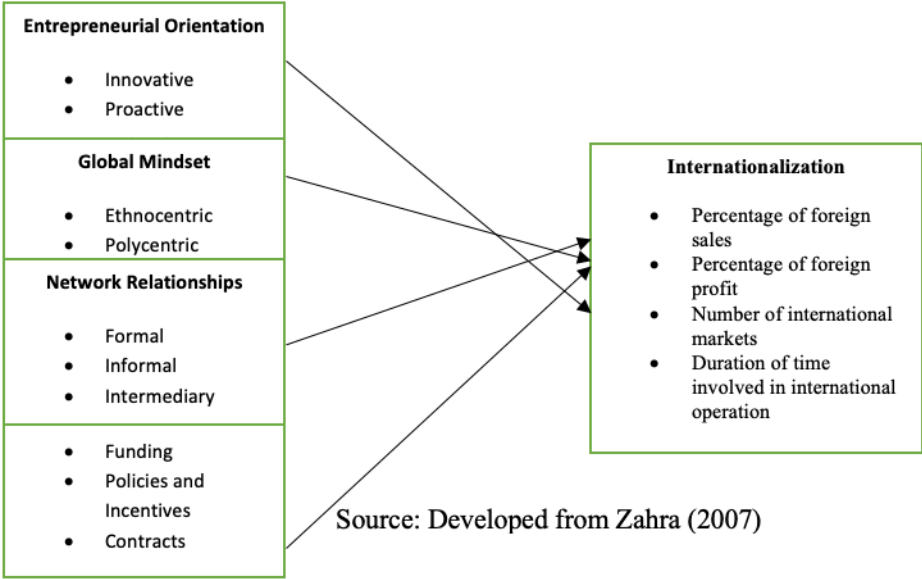 Entrepreneurial Orientation
• Innovative
• Proactive
Global Mindset
• Ethnocentric
• Polycentric
Network Relationships
• Formal
• Informal
• Intermediary
• Funding
• Policies and
Incentives
• Contracts
Internationalization
• Percentage of foreign
sales
• Percentage of foreign
profit
• Number of international
markets
• Duration of time
involved in international
operation
Source: Developed from Zahra (2007)